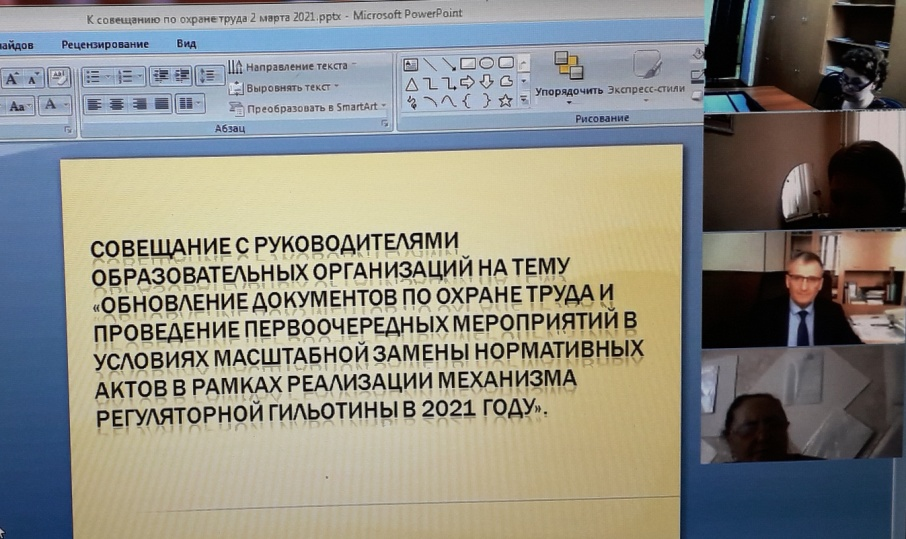 К совещанию по охране труда 2 марта 2021.pptx - Microsoft PowerPoint
Рецензирование Вид
Направление текста
Выровнять текст
Преобразовать в SmartArt
Упорядочить Экспресс-стили
Абзац
Рисование
СОВЕЩАНИЕ С РУКОВОДИТЕЛЯМИ
ОБРАЗОВАТЕЛЬНЫХ ОРГАНИЗАЦИЙ НА ТЕМУ
«ОБНОВЛЕНИЕ ДОКУМЕНТОВ ПО ОХРАНЕ ТРУДА И
ПРОВЕДЕНИЕ ПЕРВООЧЕРЕДНЫХ МЕРОПРИЯТИЙ В
УСЛОВИЯХ МАСШТАБНОЙ ЗАМЕНЫ НОРМАТИВНЫХ
АКТОВ В РАМКАХ РЕАЛИЗАЦИИ МЕХАНИЗМА
РЕГУЛЯТОРНОЙ ГИЛЬОТИНЫ В 2021 ГОДУ».